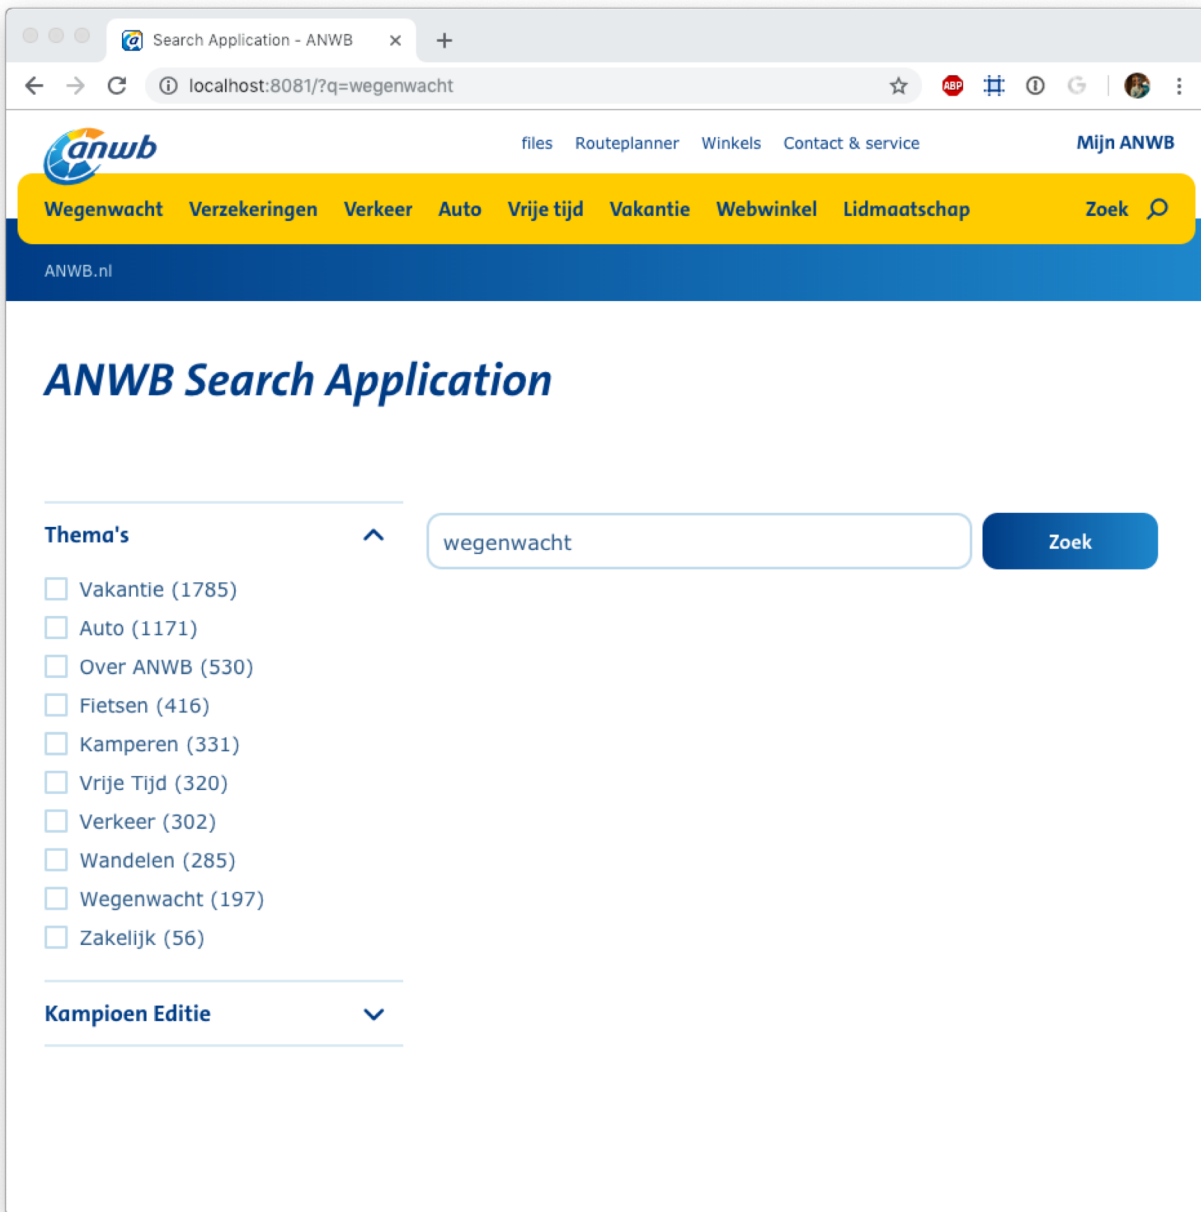 Search Application - ANWB
localhost:8081/?q=wegenwacht
ABP
G
anwb
files Routeplanner Winkels Contact & service Mijn ANWB
Wegenwacht Verzekeringen Verkeer Auto Vrije tijd Vakantie Webwinkel Lidmaatschap Zoek
ANWB.nl
ANWB Search Application
Thema's
wegenwacht
Zoek
Vakantie (1785)
Auto (1171)
Over ANWB (530)
Fietsen (416)
Kamperen (331)
Vrije Tijd (320)
Verkeer (302)
Wandelen (285)
Wegenwacht (197)
Zakelijk (56)
Kampioen Editie